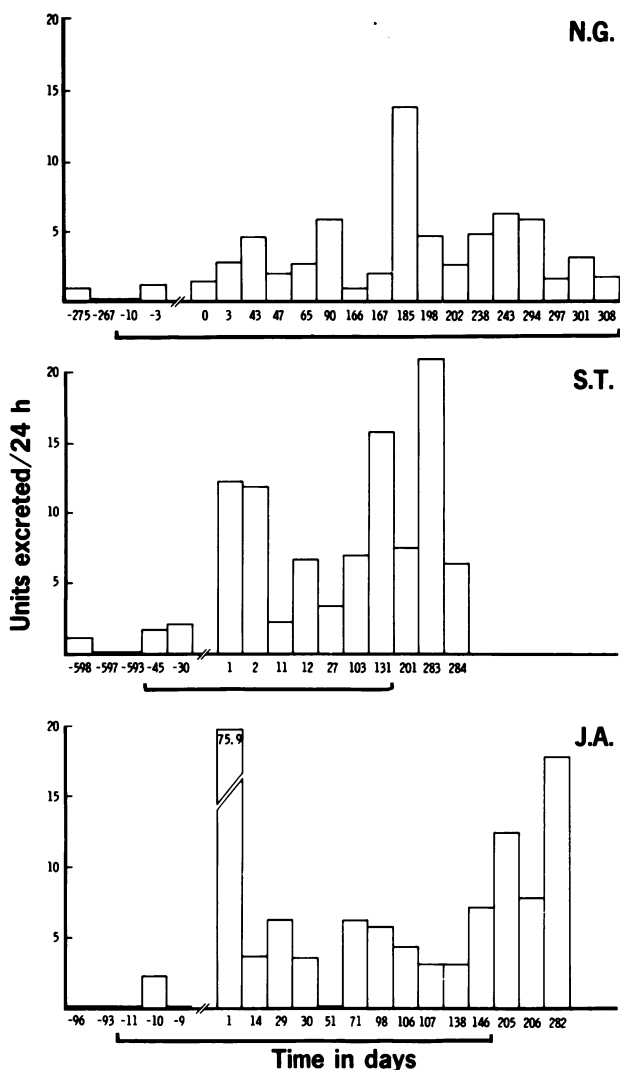 N.G.
20
15
10
5
-275 -267 -10 -3 0 3 43 47 65 90 166 167 185 198 202 238 243 294 297 301 308
S.T.
20
15
10
5
-598 -597 -593 -45 -30 1 2 11 12 27 103 131 201 283 284
Units excreted/24 h
J.A.
20
75.9
15
10
5
-96 -93 -11 -10 -9 1 14 29 30 51 71 98 106 107 138 146 205 206 282
Time in days